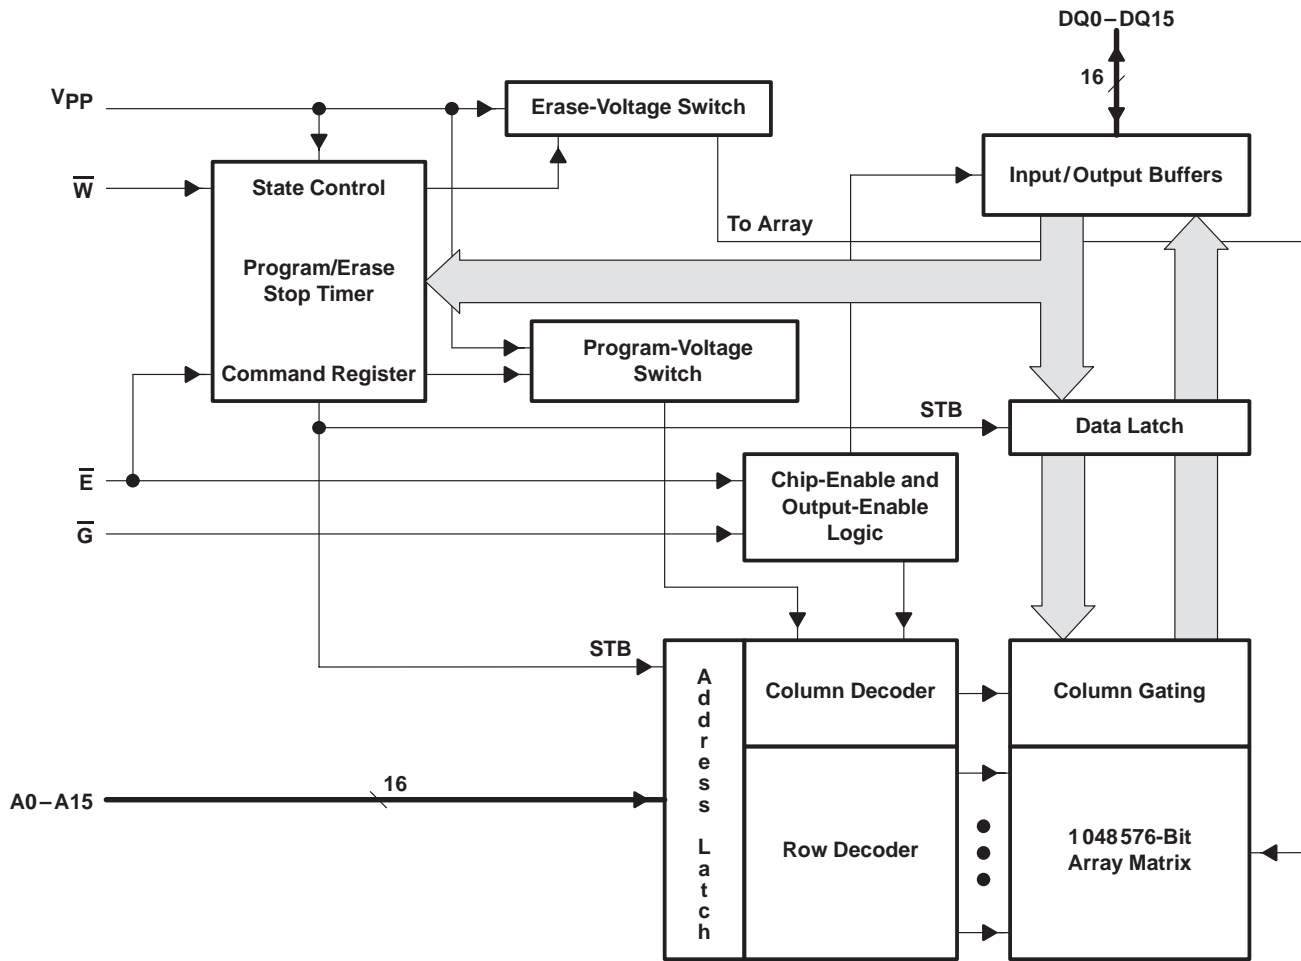 DQ0–DQ15
16
VPP
Erase-Voltage Switch
W̅
State Control
Input/Output Buffers
To Array
Program/Erase
Stop Timer
Program-Voltage
Switch
Command Register
STB
Data Latch
E̅
Chip-Enable and
Output-Enable
Logic
G̅
STB
Address Latch
Column Decoder
Column Gating
A0–A15
16
Row Decoder
1048576-Bit
Array Matrix